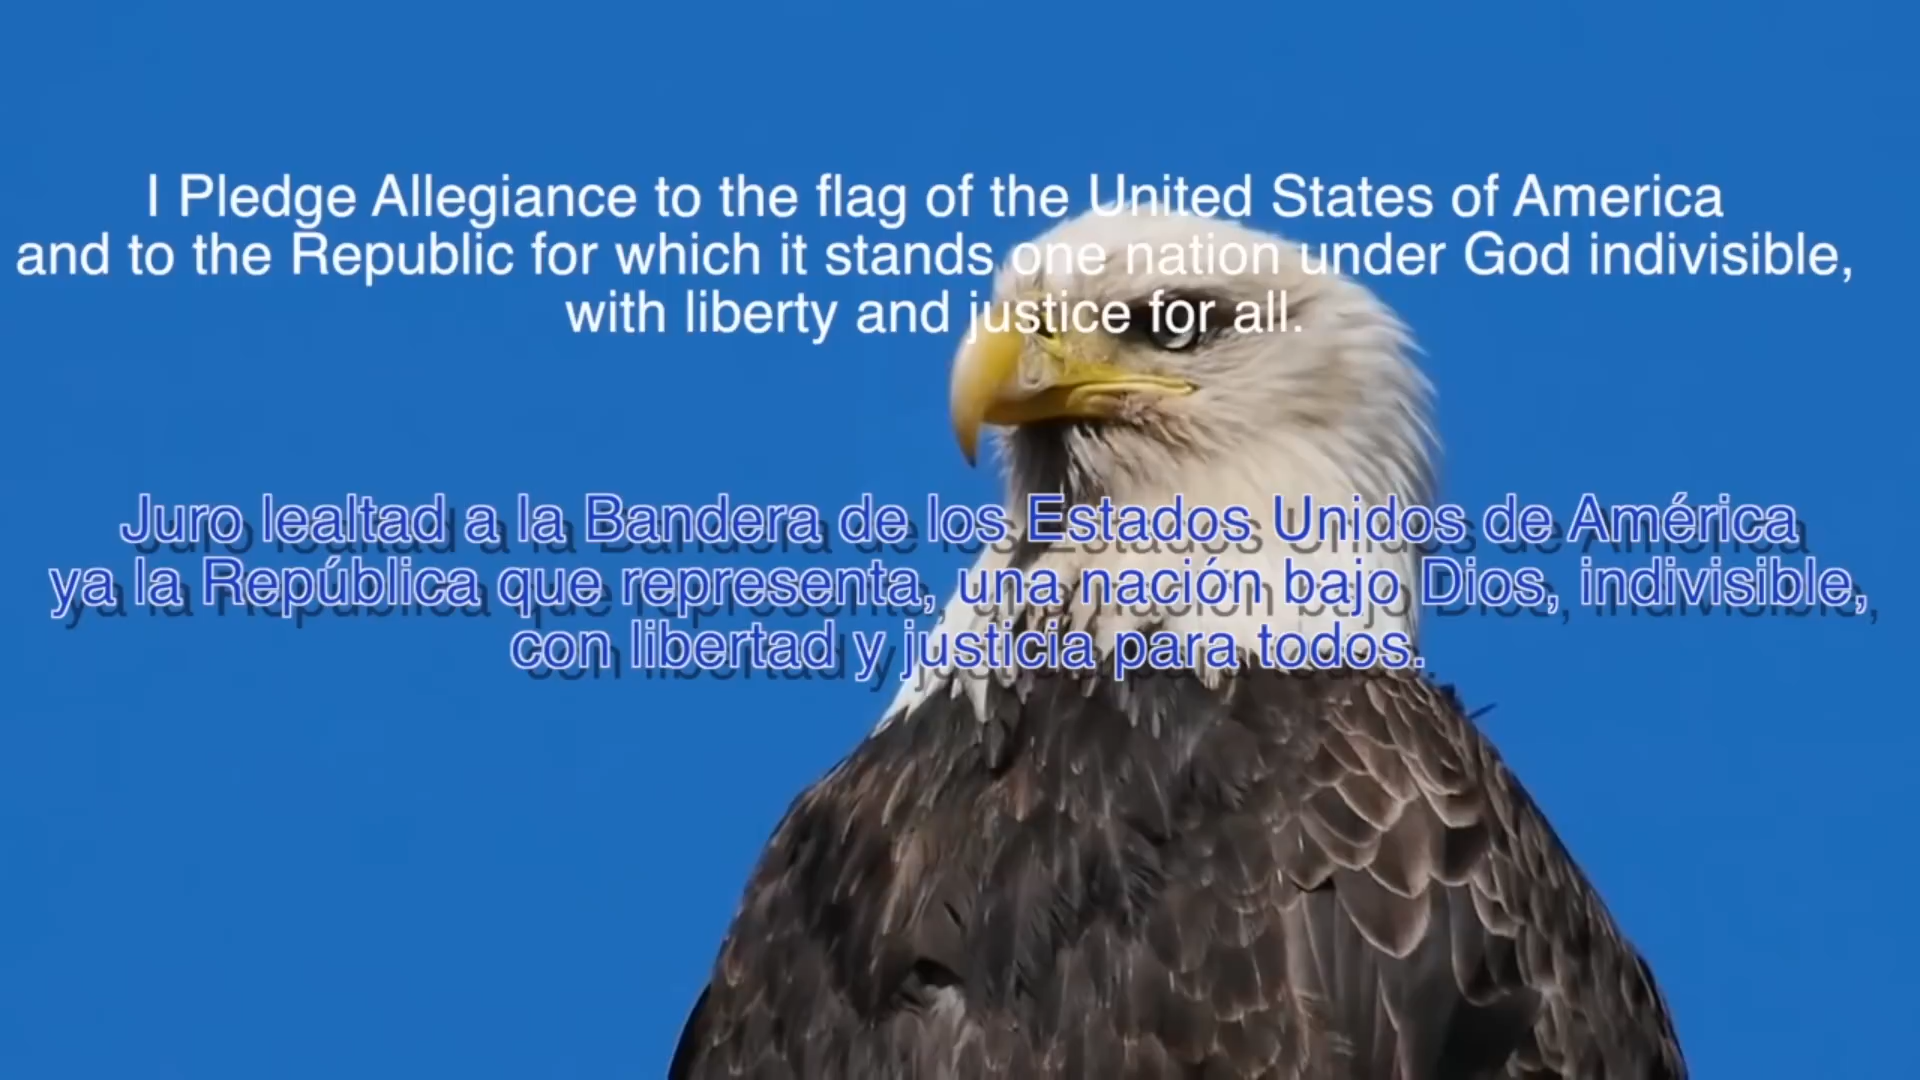 I Pledge Allegiance to the flag of the United States of America
and to the Republic for which it stands one nation under God indivisible,
with liberty and justice for all.
Juro lealtad a la Bandera de los Estados Unidos de América
ya la República que representa, una nación bajo Dios, indivisible,
con libertad y justicia para todos.